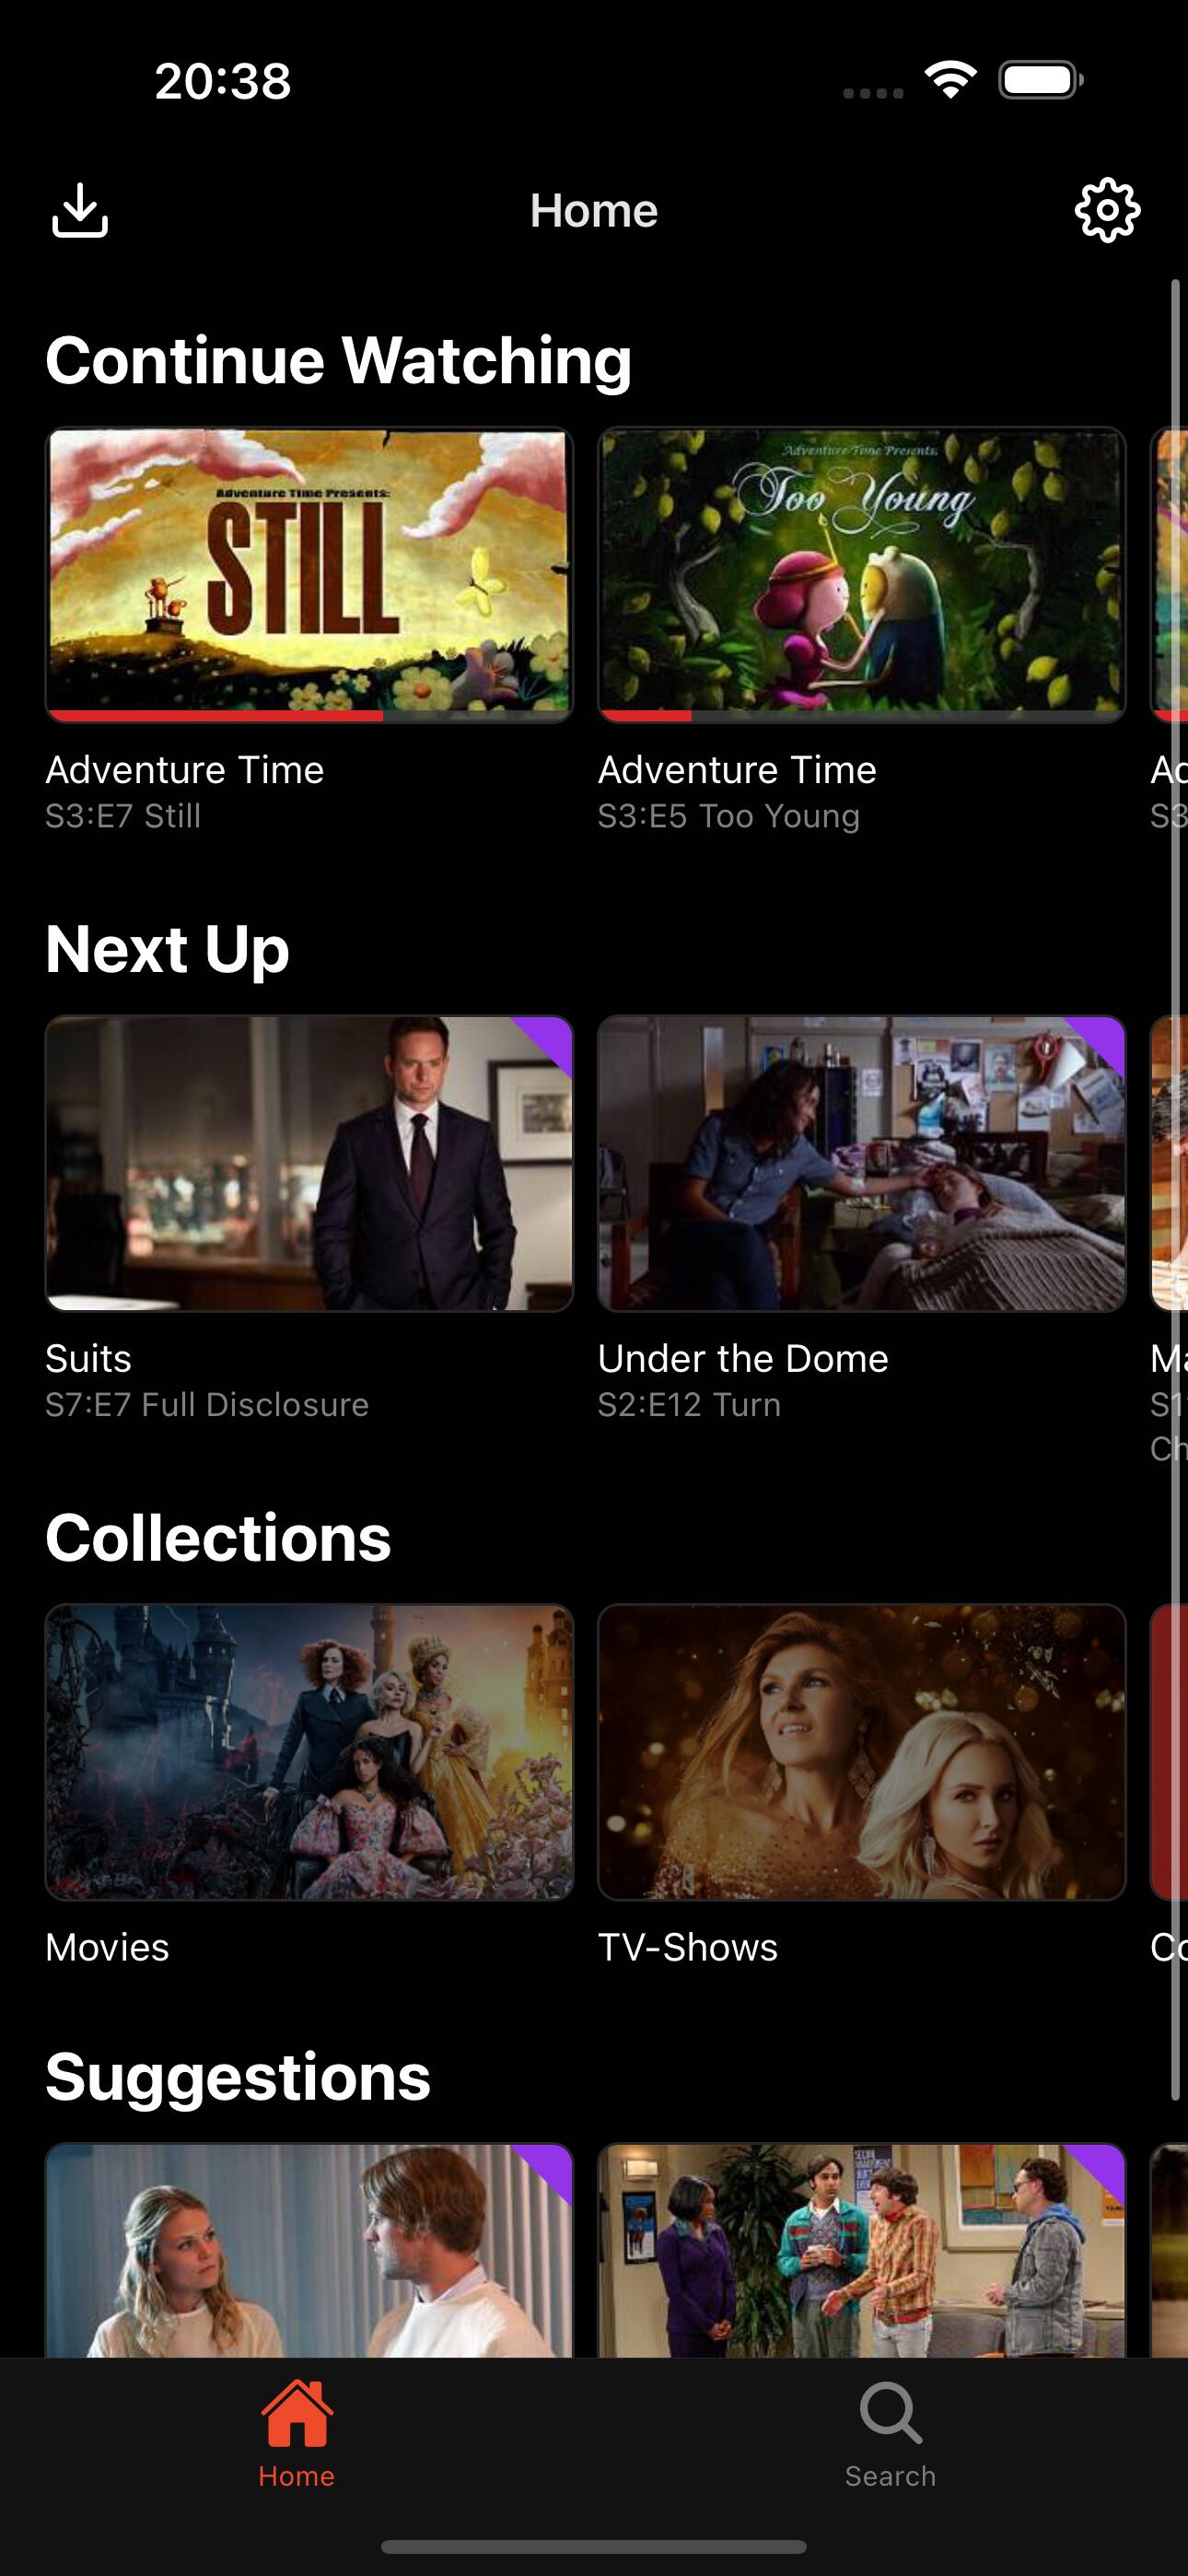 20:38
Home
Continue Watching
Adventure Time Presents:
STILL
Adventure Time Presents:
Too Young
Adventure Time
S3:E7 Still
Adventure Time
S3:E5 Too Young
Ad
S3
Next Up
Suits
S7:E7 Full Disclosure
Under the Dome
S2:E12 Turn
Ma
S1
Ch
Collections
Movies
TV-Shows
Co
Suggestions
Home
Search